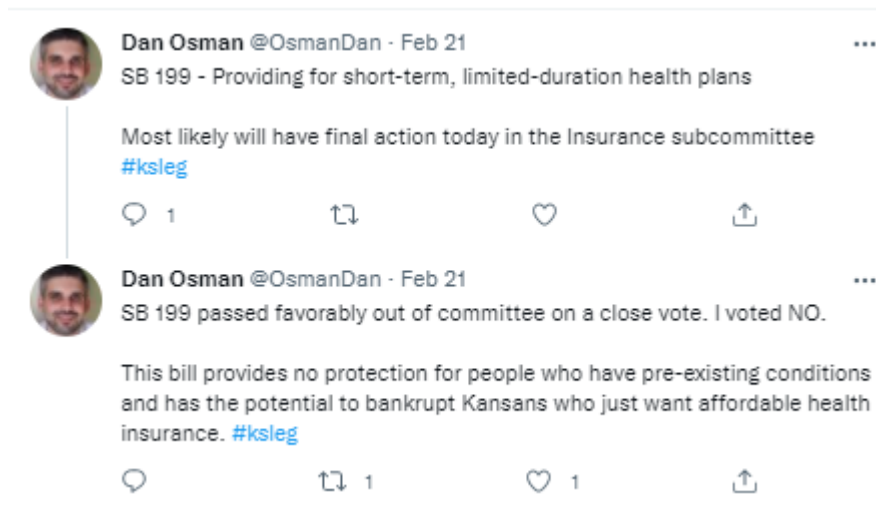 Dan Osman @OsmanDan · Feb 21
SB 199 - Providing for short-term, limited-duration health plans
Most likely will have final action today in the Insurance subcommittee
#ksleg
1
Dan Osman @OsmanDan · Feb 21
SB 199 passed favorably out of committee on a close vote. I voted NO.
This bill provides no protection for people who have pre-existing conditions
and has the potential to bankrupt Kansans who just want affordable health
insurance. #ksleg
1 1